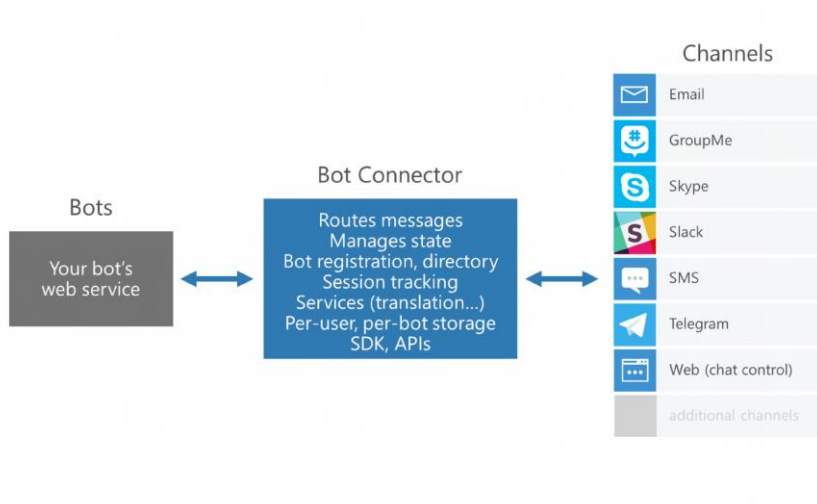 Channels
Email
GroupMe
Skype
S
Slack
SMS
Telegram
Web (chat control)
additional channels
Bot Connector
Routes messages
Manages state
Bot registration, directory
Session tracking
Services (translation...)
Per-user, per-bot storage
SDK, APIs
Bots
Your bot's
web service